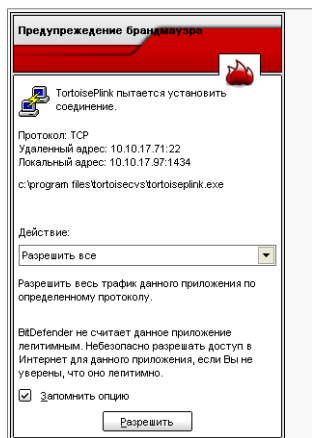 Предупрежедение брандмауэра
TortoisePlink пытается установить
соединение.
Протокол: TCP
Удаленный адрес: 10.10.17.71:22
Локальный адрес: 10.10.17.97:1434
c:\program files\tortoisecvs\tortoiseplink.exe
Действие:
Разрешить все
Разрешить весь трафик данного приложения по
определенному протоколу.
BitDefender не считает данное приложение
легитимным. Небезопасно разрешать доступ в
Интернет для данного приложения, если Вы не
уверены, что оно легитимно.
Запомнить опцию
Разрешить